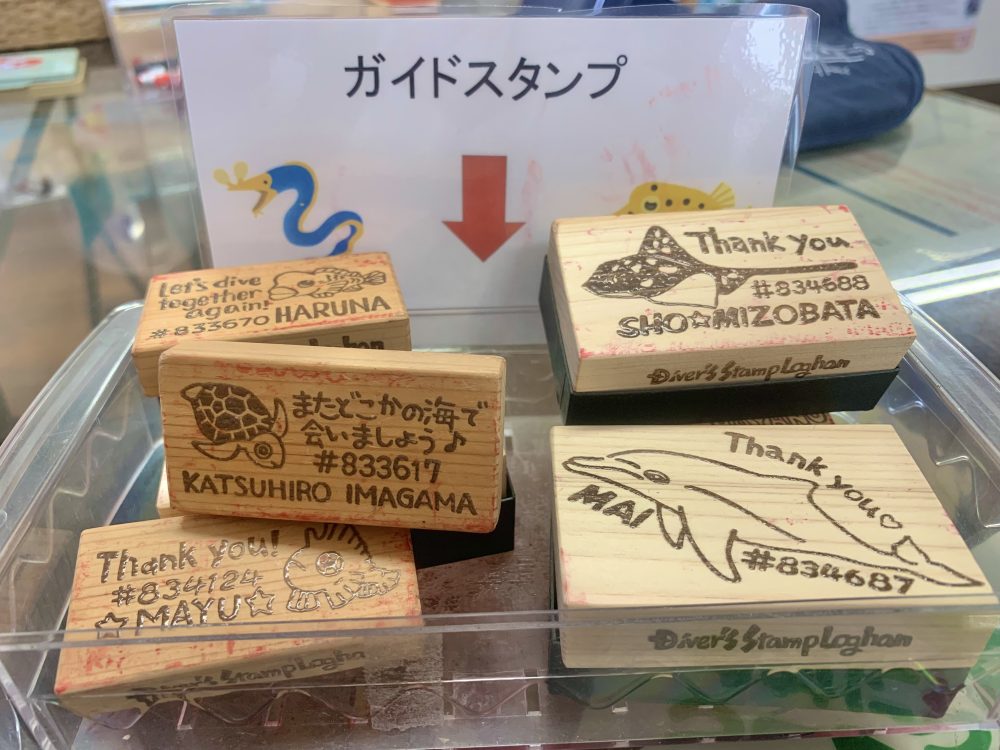 ガイドスタンプ
Let's dive
together
again!
#833670 HARUNA
またどこかの海で
会いましょう♪
#833617
KATSUHIRO IMAGAMA
Thank you!
#834124
☆MAYU☆
Thank you
#834688
SHO☆MIZOBATA
Diver's Stamp Loghan
Thank you♡
MAI
#834687
Diver's Stamp Loghan